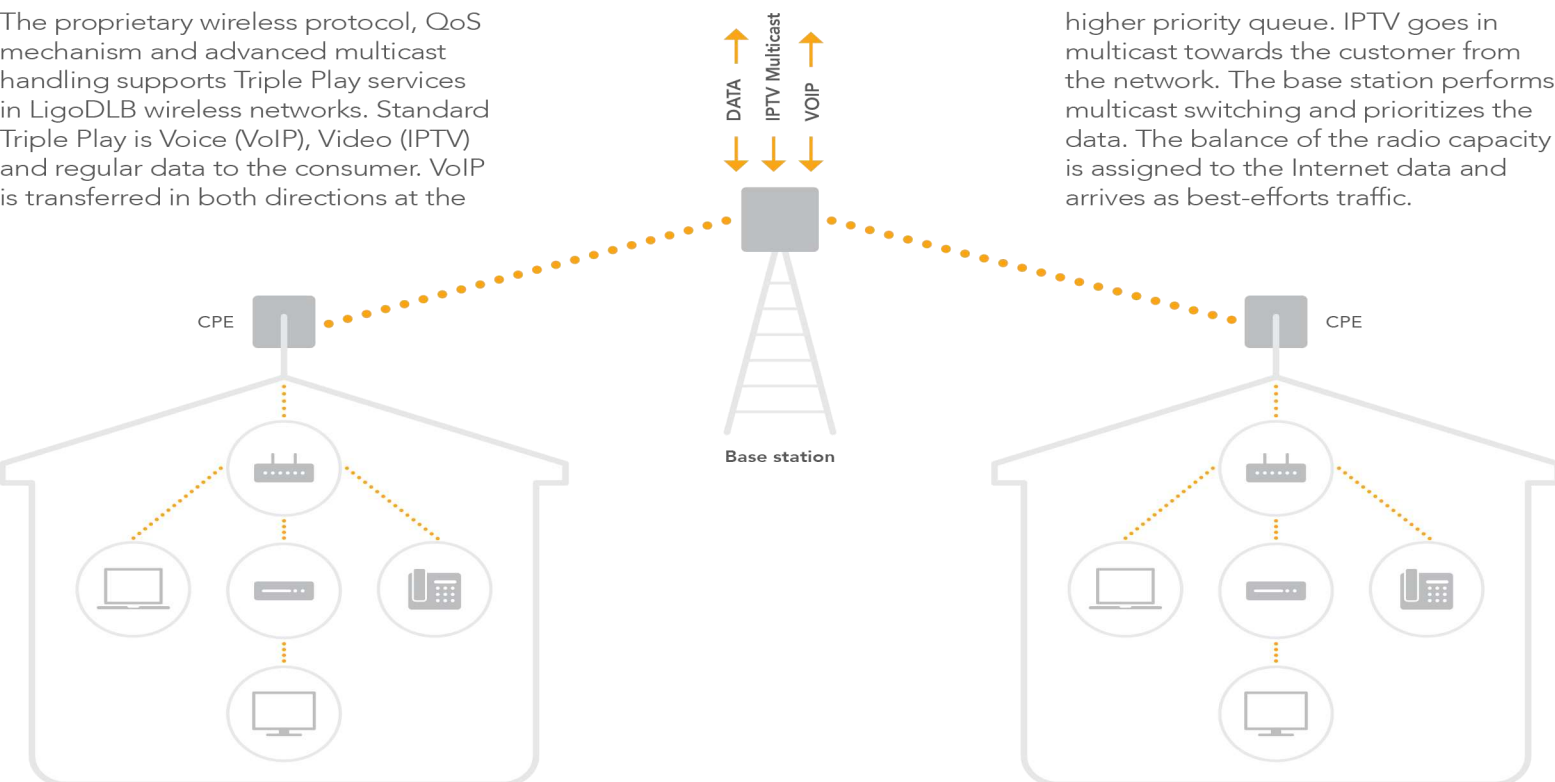 The proprietary wireless protocol, QoS
mechanism and advanced multicast
handling supports Triple Play services
in LigoDLB wireless networks. Standard
Triple Play is Voice (VoIP), Video (IPTV)
and regular data to the consumer. VoIP
is transferred in both directions at the
higher priority queue. IPTV goes in
multicast towards the customer from
the network. The base station performs
multicast switching and prioritizes the
data. The balance of the radio capacity
is assigned to the Internet data and
arrives as best-efforts traffic.
DATA
IPTV Multicast
VOIP
CPE
CPE
Base station